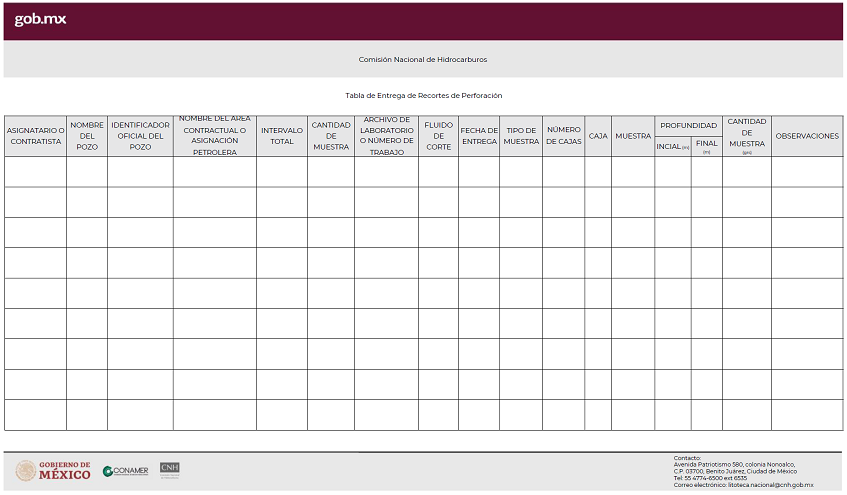 gob.mx
Comisión Nacional de Hidrocarburos
Tabla de Entrega de Recortes de Perforación
ASIGNATARIO O
CONTRATISTA
NOMBRE
DEL
POZO
IDENTIFICADOR
OFICIAL DEL
POZO
NOMBRE DEL ÁREA
CONTRACTUAL O
ASIGNACIÓN
PETROLERA
INTERVALO
TOTAL
CANTIDAD
DE
MUESTRA
ARCHIVO DE
LABORATORIO
O NÚMERO DE
TRABAJO
FLUIDO
DE
CORTE
FECHA DE
ENTREGA
TIPO DE
MUESTRA
NÚMERO
DE CAJAS
CAJA
MUESTRA
PROFUNDIDAD
INCIAL (m)
FINAL
(m)
CANTIDAD
DE
MUESTRA
(grs)
OBSERVACIONES
GOBIERNO DE
MÉXICO
CONAMER
CNH
Contacto:
Avenida Patriotismo 580, colonia Nonoalco,
C.P. 03700, Benito Juárez, Ciudad de México
Tel: 55 4774-6500 ext 6535
Correo electrónico: litoteca.nacional@cnh.gob.mx